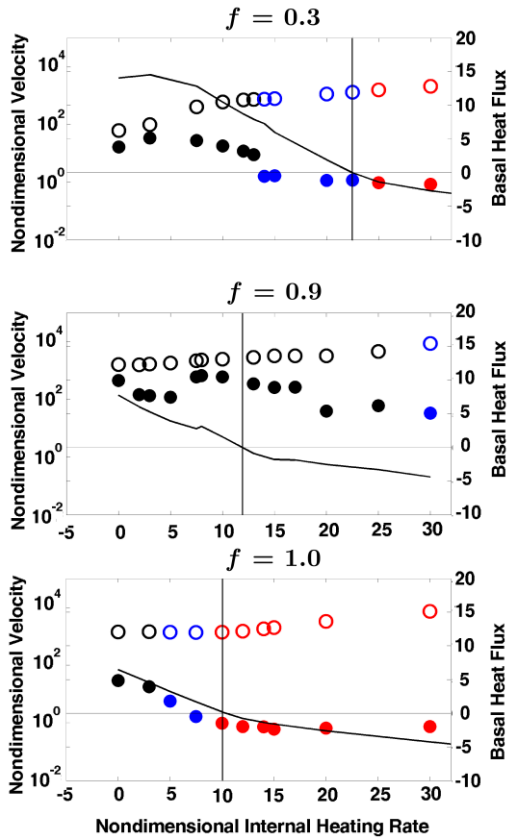 f = 0.3
Nondimensional Velocity
10^4
10^2
10^0
10^-2
20
15
10
5
0
-5
-10
Basal Heat Flux
f = 0.9
Nondimensional Velocity
10^4
10^2
10^0
10^-2
20
15
10
5
0
-5
-10
Basal Heat Flux
-5 0 5 10 15 20 25 30
f = 1.0
Nondimensional Velocity
10^4
10^2
10^0
10^-2
20
15
10
5
0
-5
-10
Basal Heat Flux
-5 0 5 10 15 20 25 30
Nondimensional Internal Heating Rate